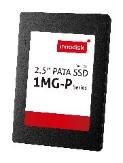 innodisk
2.5" PATA SSD
1MG-P Series